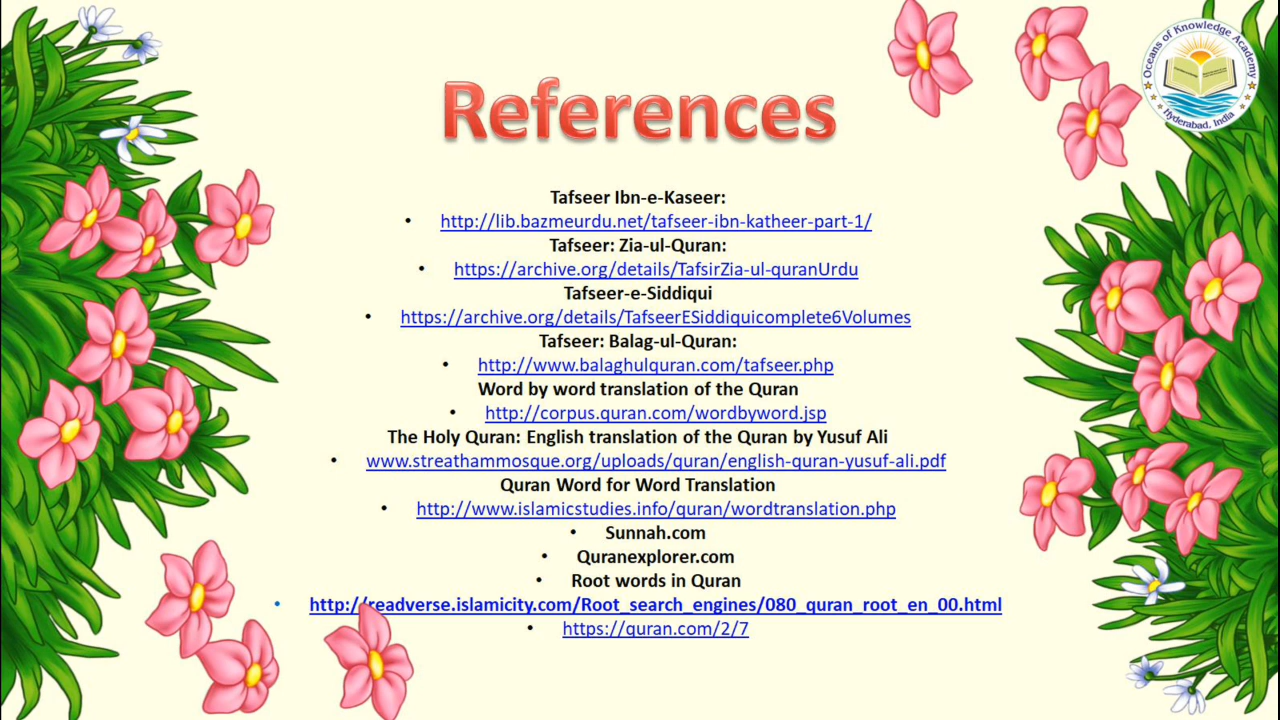 Oceans of Knowledge Academy
Hyderabad, India
References
Tafseer Ibn-e-Kaseer:
• http://lib.bazmeurdu.net/tafseer-ibn-katheer-part-1/
Tafseer: Zia-ul-Quran:
• https://archive.org/details/TafsirZia-ul-quranUrdu
Tafseer-e-Siddiqui
• https://archive.org/details/TafseerESiddiquicomplete6Volumes
Tafseer: Balag-ul-Quran:
• http://www.balaghulquran.com/tafseer.php
Word by word translation of the Quran
• http://corpus.quran.com/wordbyword.jsp
The Holy Quran: English translation of the Quran by Yusuf Ali
• www.streathammosque.org/uploads/quran/english-quran-yusuf-ali.pdf
Quran Word for Word Translation
• http://www.islamicstudies.info/quran/wordtranslation.php
• Sunnah.com
• Quranexplorer.com
• Root words in Quran
• http://readverse.islamicity.com/Root_search_engines/080_quran_root_en_00.html
• https://quran.com/2/7